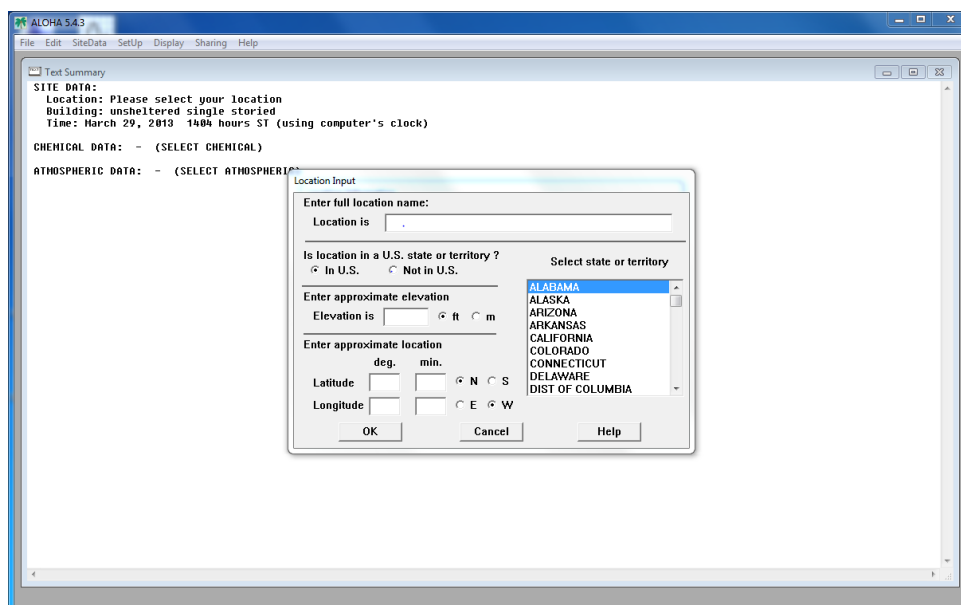 ALOHA 5.4.3
File Edit SiteData SetUp Display Sharing Help
Text Summary
SITE DATA:
Location: Please select your location
Building: unsheltered single storied
Time: March 29, 2013 1404 hours ST (using computer's clock)
CHEMICAL DATA: - (SELECT CHEMICAL)
ATMOSPHERIC DATA: - (SELECT ATMOSPHERIC)
Location Input
Enter full location name:
Location is ,
Is location in a U.S. state or territory ?
In U.S. Not in U.S.
Enter approximate elevation
Elevation is ft m
Enter approximate location
deg. min.
Latitude N S
Longitude E W
Select state or territory
ALABAMA
ALASKA
ARIZONA
ARKANSAS
CALIFORNIA
COLORADO
CONNECTICUT
DELAWARE
DIST OF COLUMBIA
OK Cancel Help